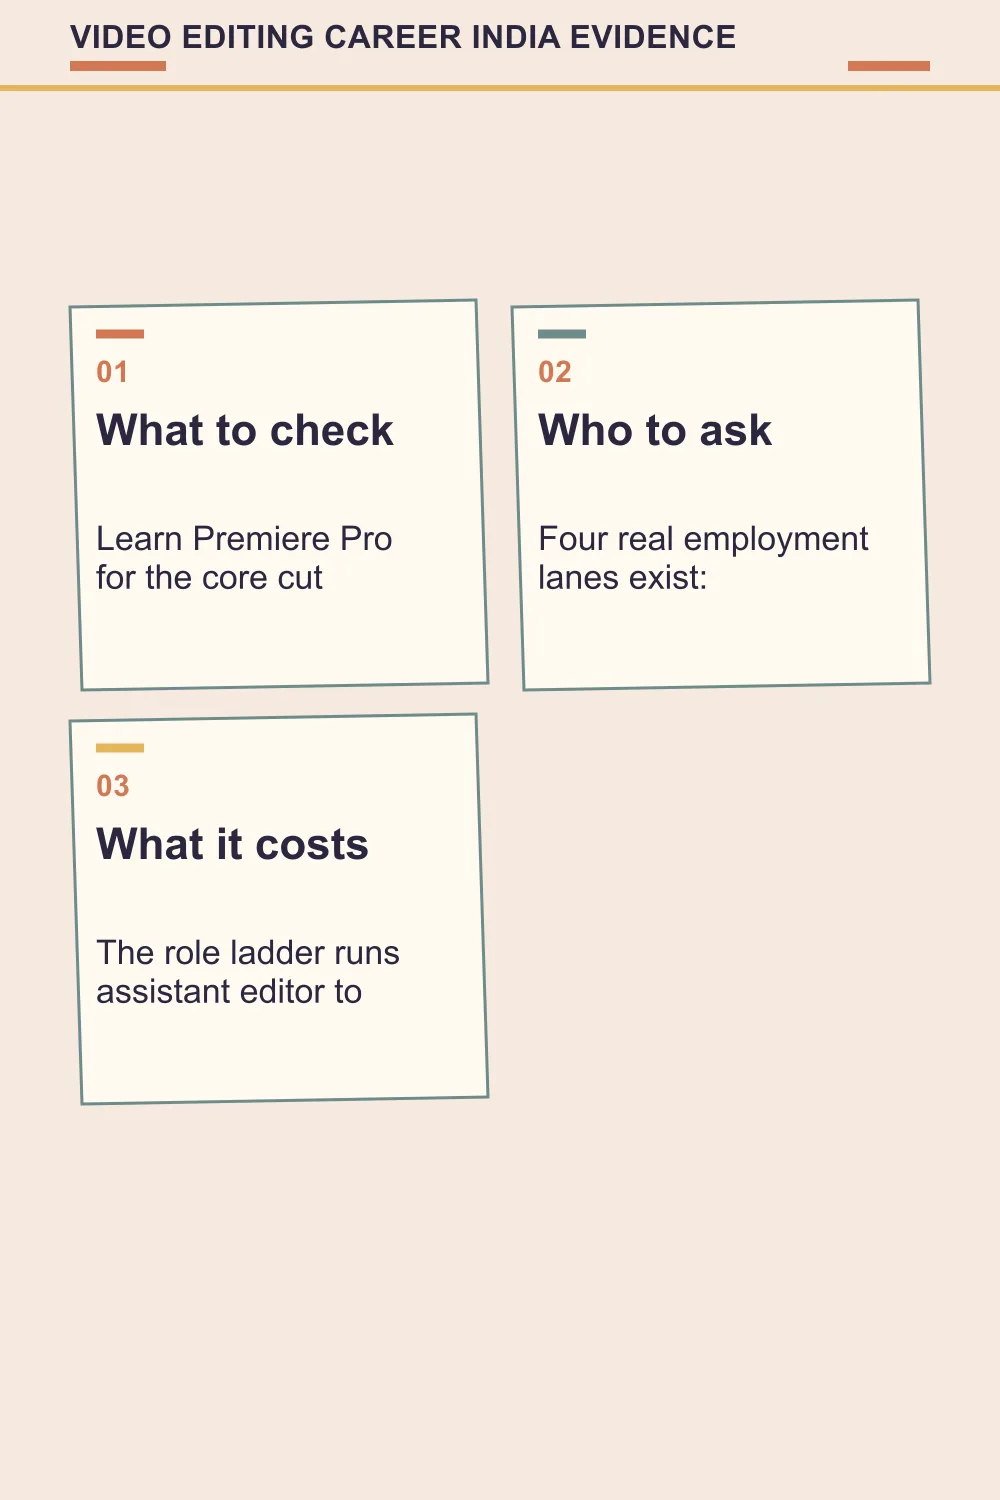 VIDEO EDITING CAREER INDIA EVIDENCE
01
What to check
Learn Premiere Pro
for the core cut
02
Who to ask
Four real employment
lanes exist:
03
What it costs
The role ladder runs
assistant editor to